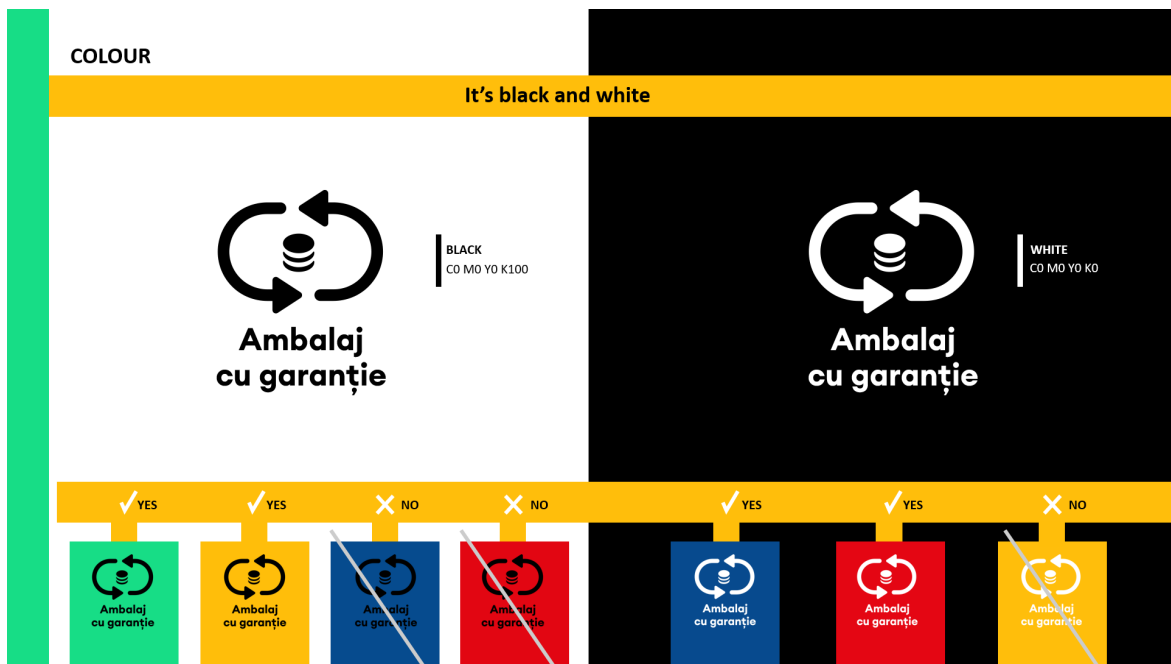 COLOUR
It's black and white
BLACK
C0 M0 Y0 K100
Ambalaj
cu garanție
WHITE
C0 M0 Y0 K0
Ambalaj
cu garanție
YES
YES
NO
NO
YES
YES
NO
Ambalaj
cu garanție
Ambalaj
cu garanție
Ambalaj
cu garanție
Ambalaj
cu garanție
Ambalaj
cu garanție
Ambalaj
cu garanție
Ambalaj
cu garanție